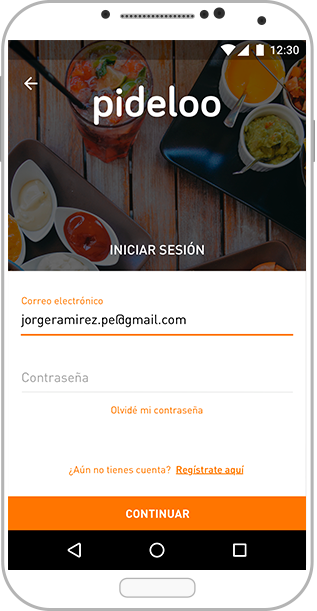 12:30
pideloo
INICIAR SESIÓN
Correo electrónico
jorgeramirez.pe@gmail.com
Contraseña
Olvidé mi contraseña
¿Aún no tienes cuenta? Regístrate aquí
CONTINUAR